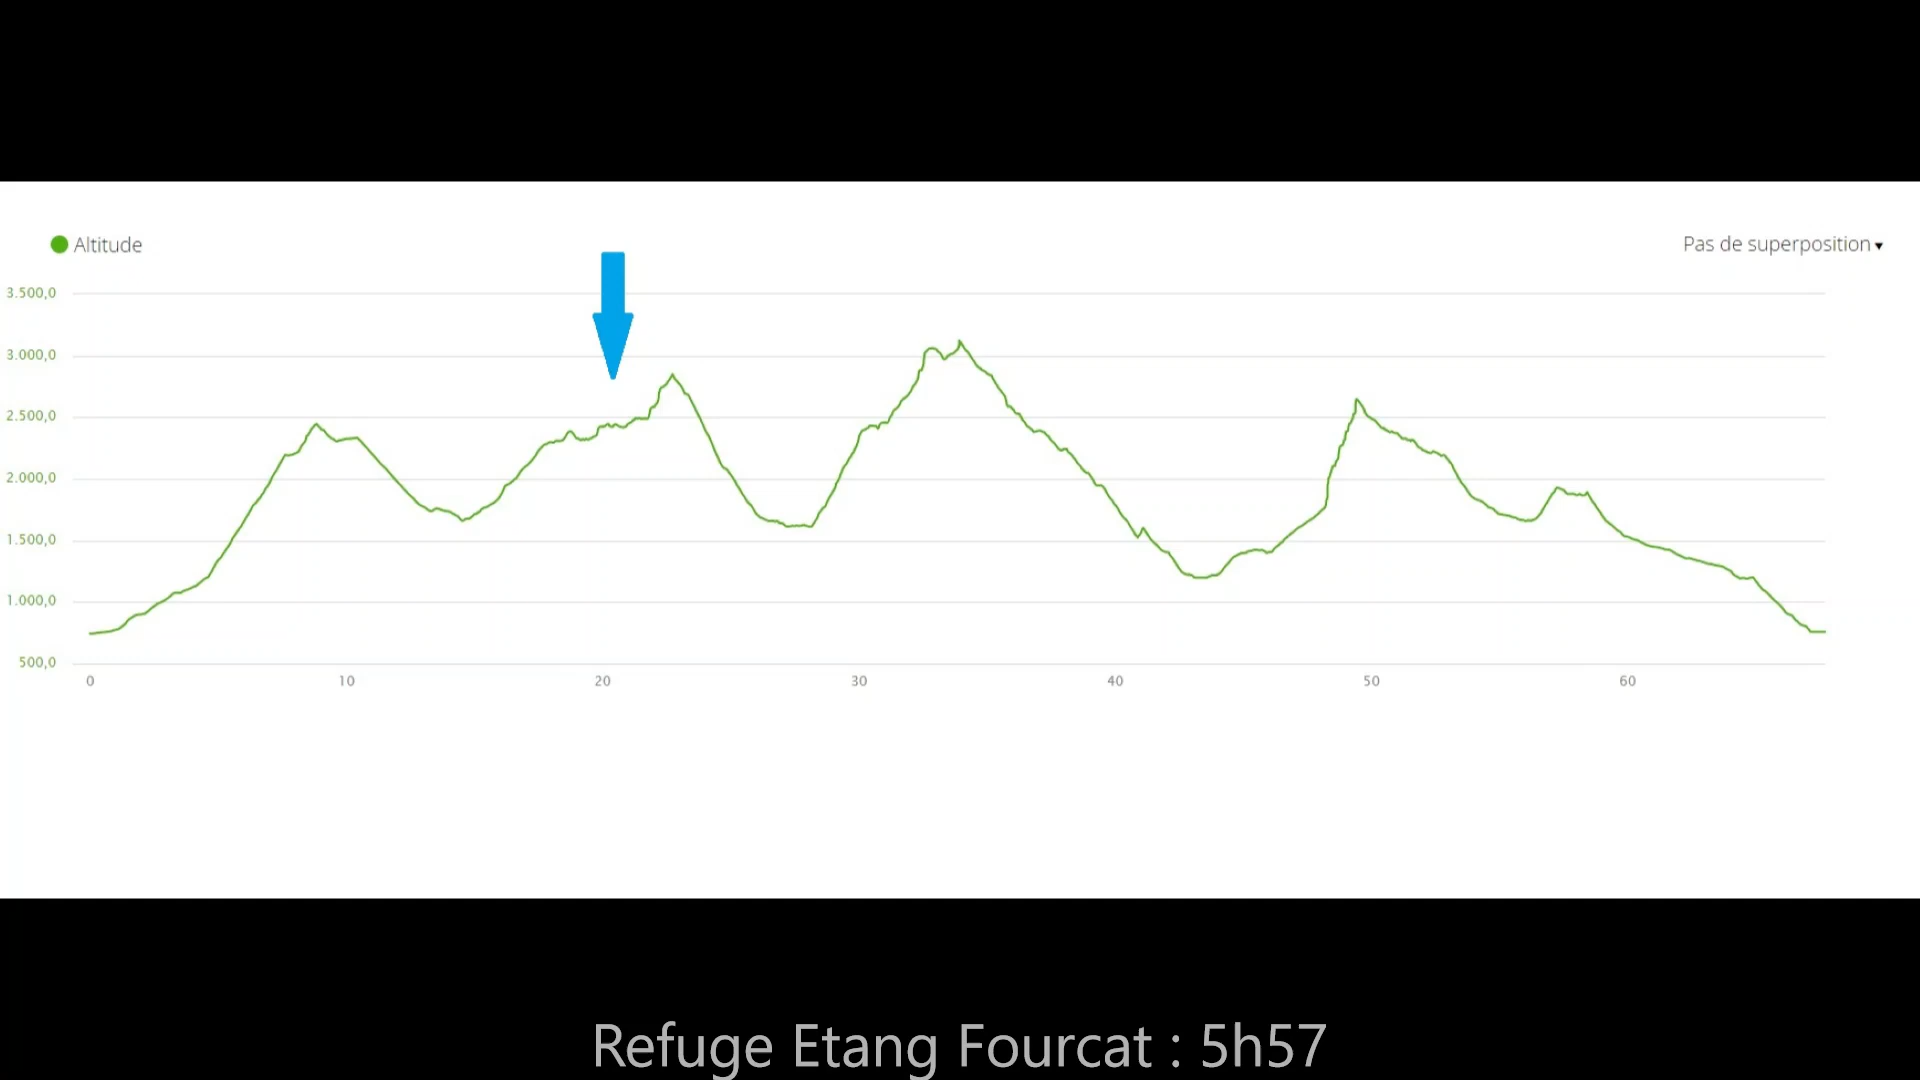 Altitude
Pas de superposition ▾
3.500,0
3.000,0
2.500,0
2.000,0
1.500,0
1.000,0
500,0
0 10 20 30 40 50 60
Refuge Etang Fourcat : 5h57